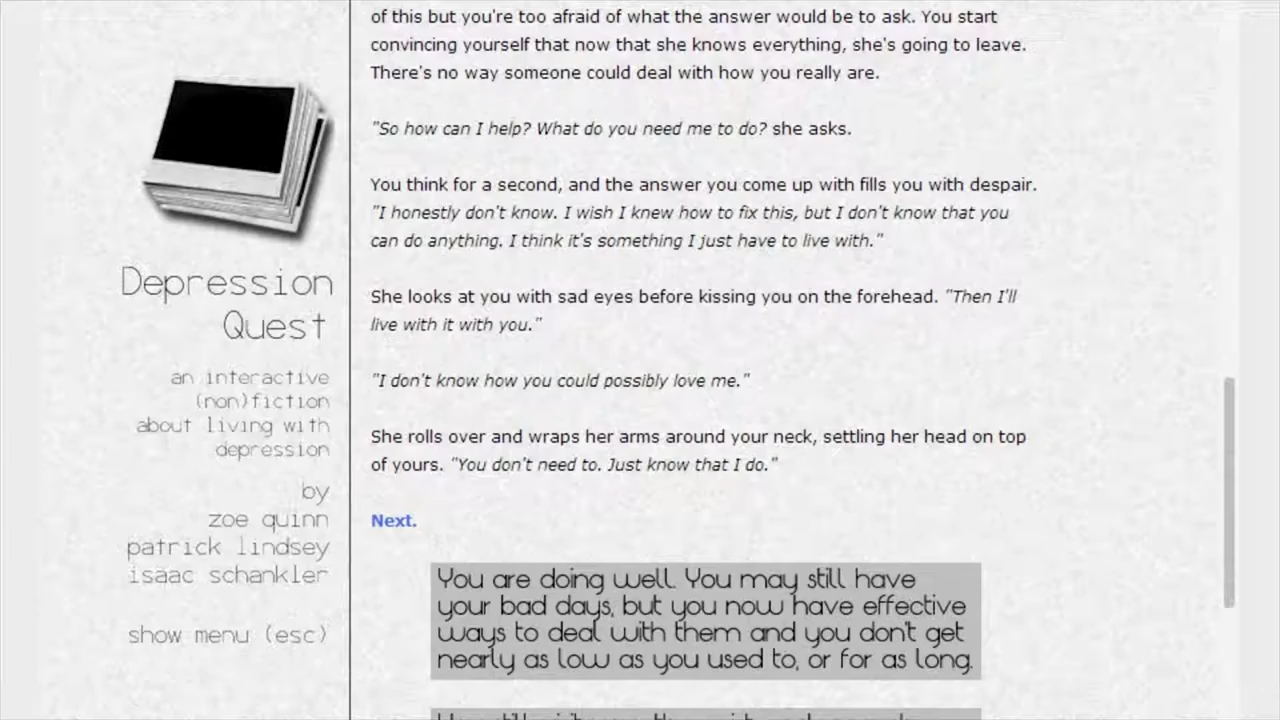 of this but you're too afraid of what the answer would be to ask. You start
convincing yourself that now that she knows everything, she's going to leave.
There's no way someone could deal with how you really are.
"So how can I help? What do you need me to do? she asks.
You think for a second, and the answer you come up with fills you with despair.
"I honestly don't know. I wish I knew how to fix this, but I don't know that you
can do anything. I think it's something I just have to live with."
She looks at you with sad eyes before kissing you on the forehead. "Then I'll
live with it with you."
"I don't know how you could possibly love me."
She rolls over and wraps her arms around your neck, settling her head on top
of yours. "You don't need to. Just know that I do."
Next.
You are doing well. You may still have
your bad days, but you now have effective
ways to deal with them and you don't get
nearly as low as you used to, or for as long.
Depression
Quest
an interactive
(non)fiction
about living with
depression
by
zoe quinn
patrick lindsey
isaac schankler
show menu (esc)